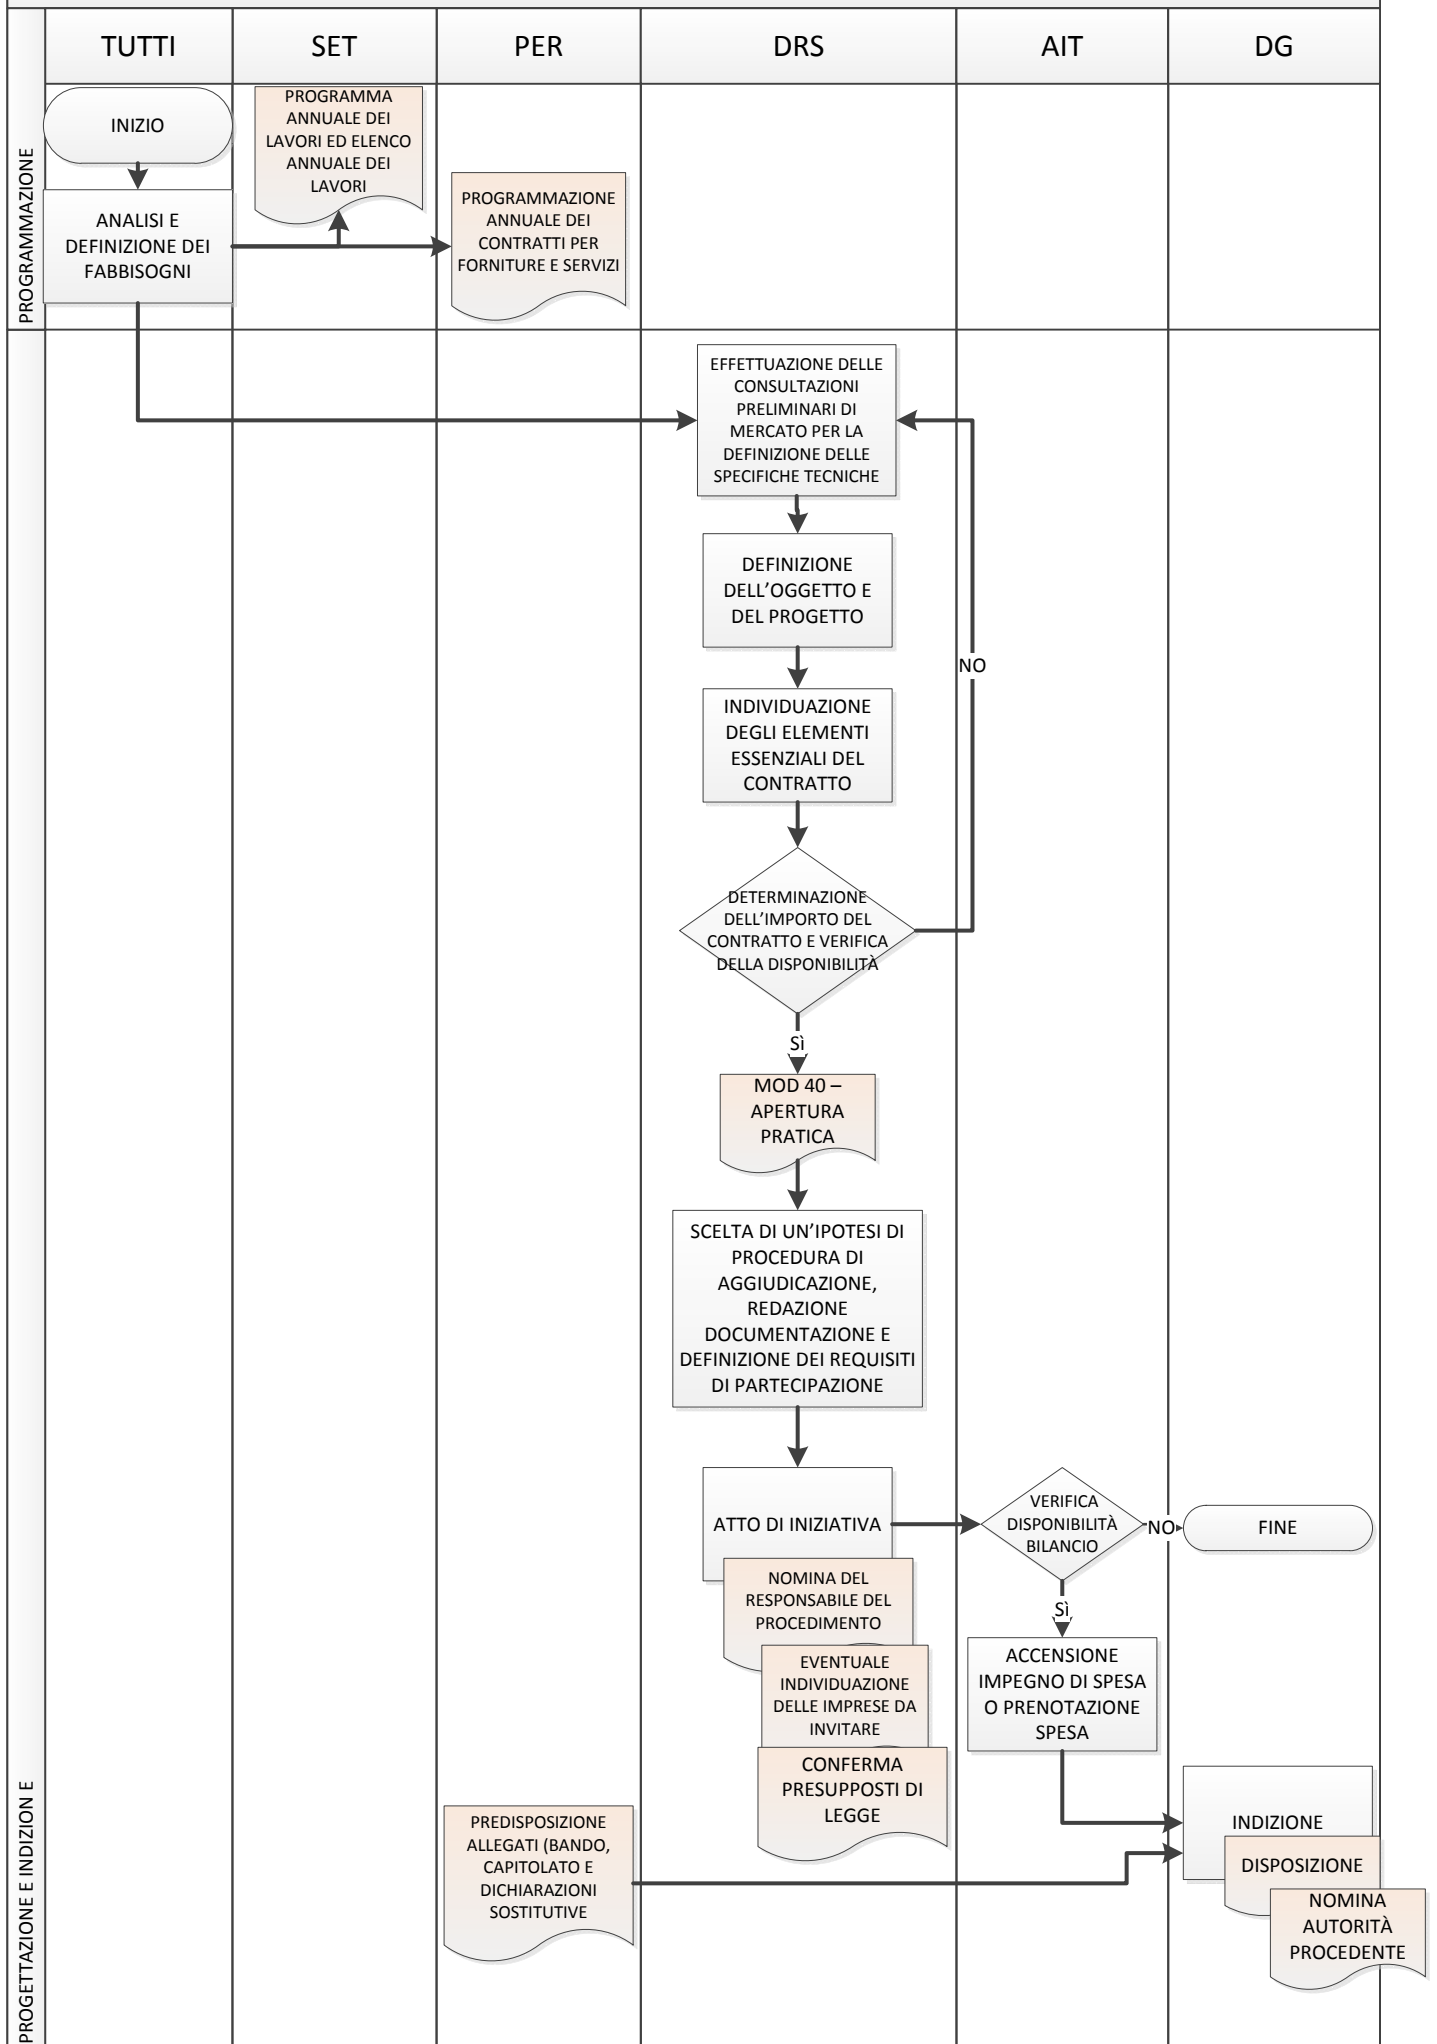 TUTTI
SET
PER
DRS
AIT
DG
PROGRAMMAZIONE
INIZIO
PROGRAMMA
ANNUALE DEI
LAVORI ED ELENCO
ANNUALE DEI
LAVORI
ANALISI E
DEFINIZIONE DEI
FABBISOGNI
PROGRAMMAZIONE
ANNUALE DEI
CONTRATTI PER
FORNITURE E SERVIZI
EFFETTUAZIONE DELLE
CONSULTAZIONI
PRELIMINARI DI
MERCATO PER LA
DEFINIZIONE DELLE
SPECIFICHE TECNICHE
DEFINIZIONE
DELL’OGGETTO E
DEL PROGETTO
NO
INDIVIDUAZIONE
DEGLI ELEMENTI
ESSENZIALI DEL
CONTRATTO
DETERMINAZIONE
DELL’IMPORTO DEL
CONTRATTO E VERIFICA
DELLA DISPONIBILITÀ
Sì
MOD 40 –
APERTURA
PRATICA
SCELTA DI UN’IPOTESI DI
PROCEDURA DI
AGGIUDICAZIONE,
REDAZIONE
DOCUMENTAZIONE E
DEFINIZIONE DEI REQUISITI
DI PARTECIPAZIONE
ATTO DI INIZIATIVA
VERIFICA
DISPONIBILITÀ
BILANCIO
NO
FINE
NOMINA DEL
RESPONSABILE DEL
PROCEDIMENTO
Sì
EVENTUALE
INDIVIDUAZIONE
DELLE IMPRESE DA
INVITARE
ACCENSIONE
IMPEGNO DI SPESA
O PRENOTAZIONE
SPESA
CONFERMA
PRESUPPOSTI DI
LEGGE
PREDISPOSIZIONE
ALLEGATI (BANDO,
CAPITOLATO E
DICHIARAZIONI
SOSTITUTIVE
INDIZIONE
DISPOSIZIONE
NOMINA
AUTORITÀ
PROCEDENTE
PROGETTAZIONE E INDIZION E